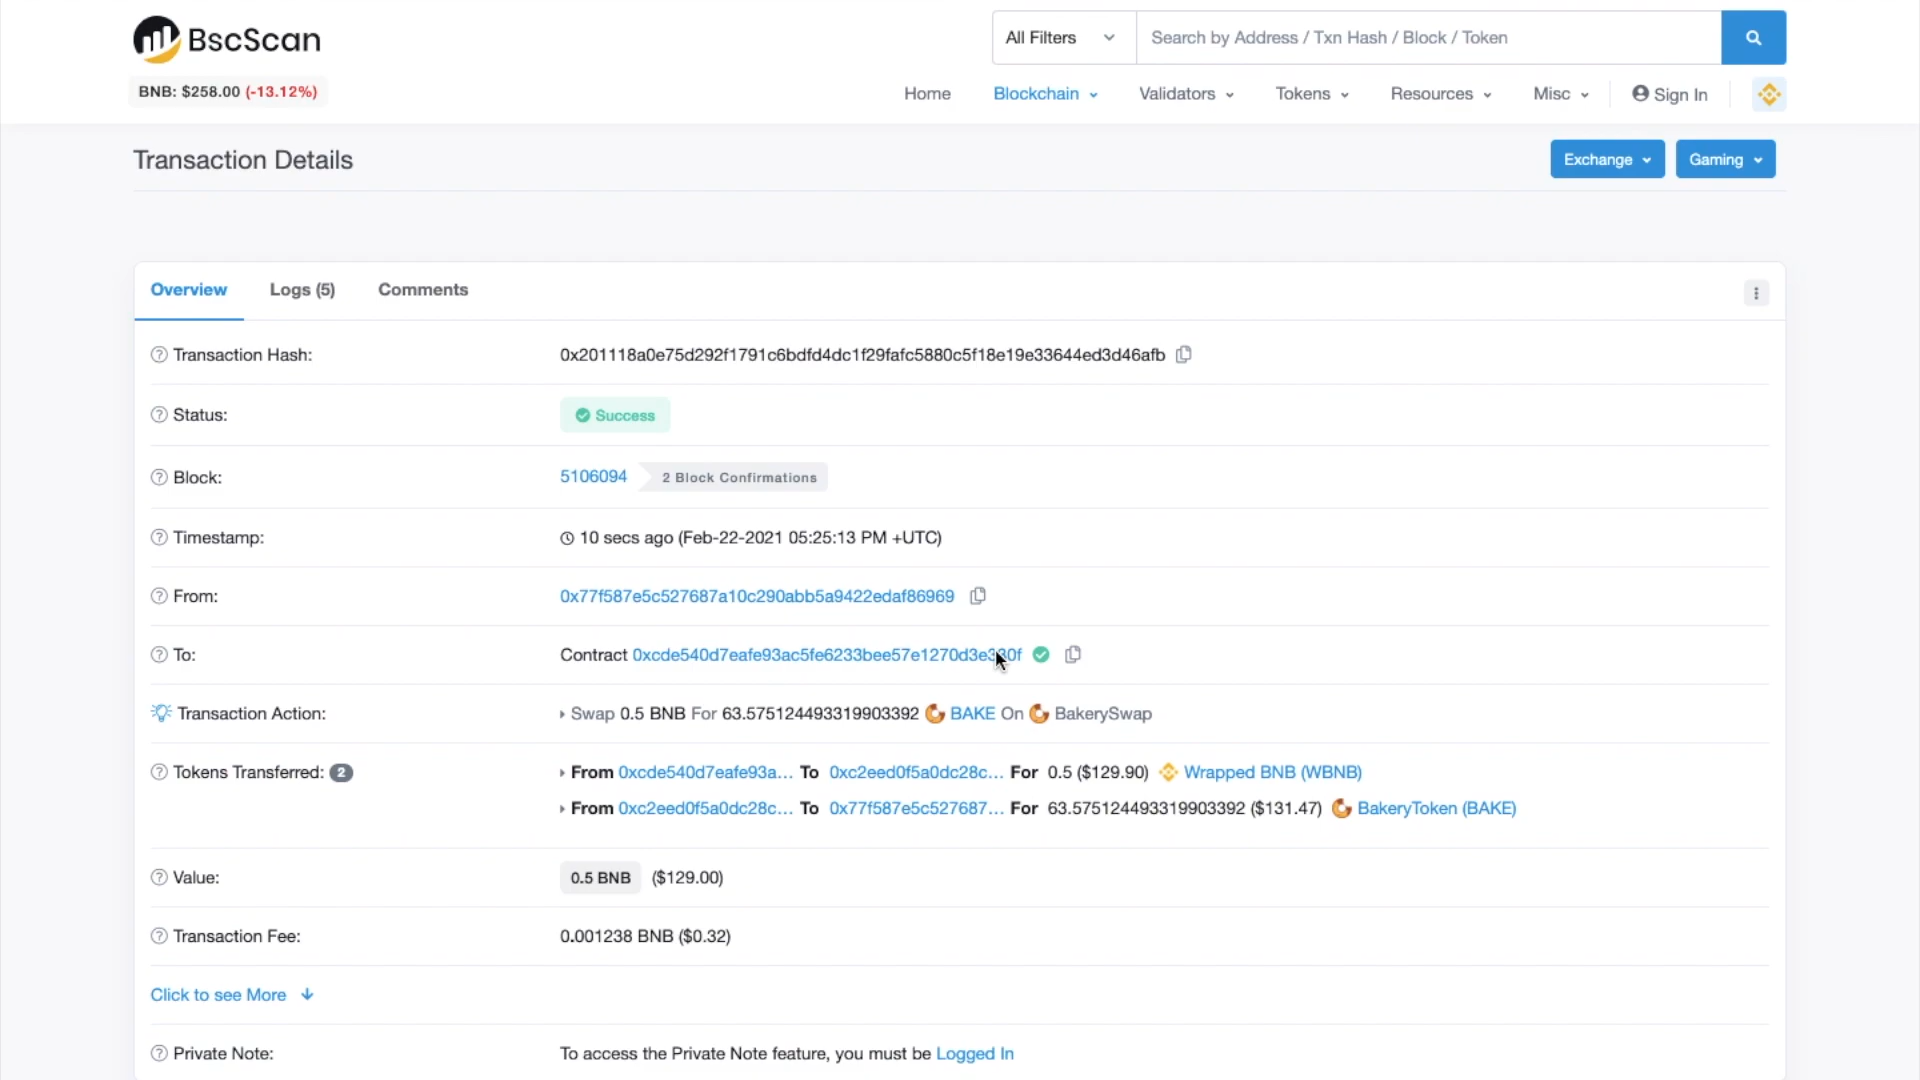 BscScan
All Filters
Search by Address / Txn Hash / Block / Token
BNB: $258.00 (-13.12%)
Home Blockchain Validators Tokens Resources Misc Sign In
Transaction Details
Exchange Gaming
Overview Logs (5) Comments
Transaction Hash: 0x201118a0e75d292f1791c6bdfd4dc1f29fafc5880c5f18e19e33644ed3d46afb
Status: Success
Block: 5106094 2 Block Confirmations
Timestamp: 10 secs ago (Feb-22-2021 05:25:13 PM +UTC)
From: 0x77f587e5c527687a10c290abb5a9422edaf86969
To: Contract
Transaction Action: Swap 0.5 BNB For 63.575124493319903392 BAKE On BakerySwap
Tokens Transferred: 2 From 0xcde540d7eafe93a... To 0xc2eed0f5a0dc28c... For 0.5 ($129.90) Wrapped BNB (WBNB)
From 0xc2eed0f5a0dc28c... To 0x77f587e5c527687... For 63.575124493319903392 ($131.47) BakeryToken (BAKE)
Value: 0.5 BNB ($129.00)
Transaction Fee: 0.001238 BNB ($0.32)
Click to see More
Private Note: To access the Private Note feature, you must be Logged In